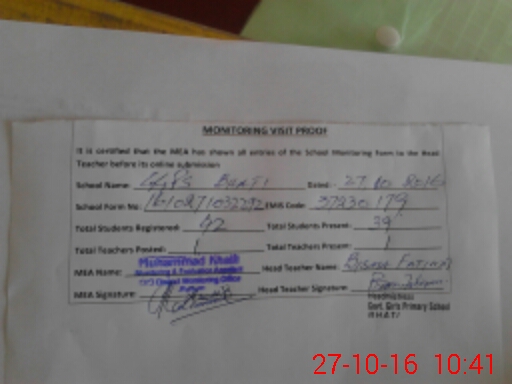 MONITORING VISIT PROOF
It is certified that the MEA has shown all entries of the School Monitoring Form to the Head
Teacher before its online submission
School Name: GGPS BHATI Dated: 27.10.2016
School Form No: EMIS Code: 37230179
Total Students Registered: 42 Total Students Present: 39
Total Teachers Posted: 1 Total Teachers Present: 1
Muhammad Khalil
Monitoring & Evaluation Assistant
MEA Name: Head Teacher Name: FATIMA
MEA Signature: Head Teacher Signature:
Headmistress
Govt. Girls Primary School
BHATI
27-10-16 10:41